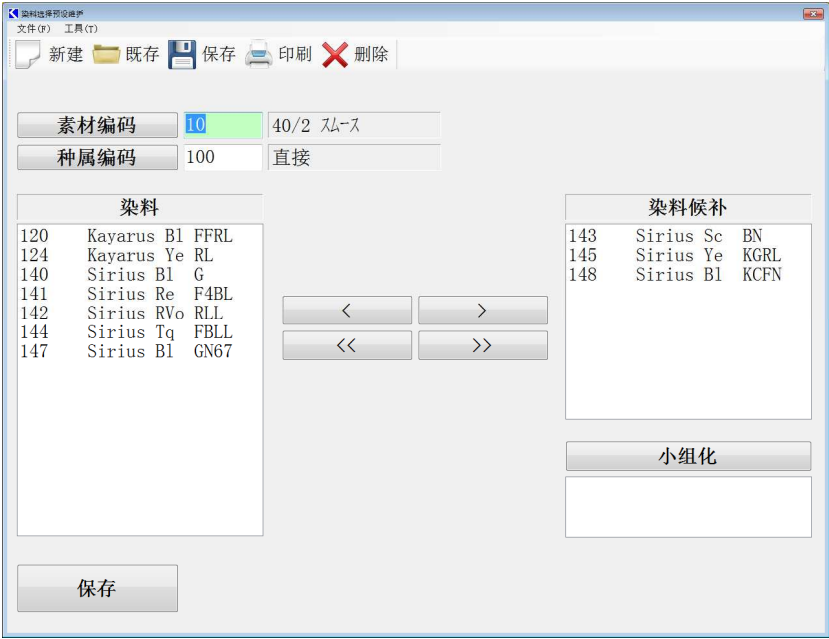 染料选择预设维护
文件(F) 工具(T)
新建 既存 保存 印刷 删除
素材编码 10 40/2 ｽﾑｰｽ
种属编码 100 直接
染料
120 Kayarus Bl FFRL
124 Kayarus Ye RL
140 Sirius Bl G
141 Sirius Re F4BL
142 Sirius RVo RLL
144 Sirius Tq FBLL
147 Sirius Bl GN67
< >
<< >>
染料候补
143 Sirius Sc BN
145 Sirius Ye KGRL
148 Sirius Bl KCFN
小组化
保存